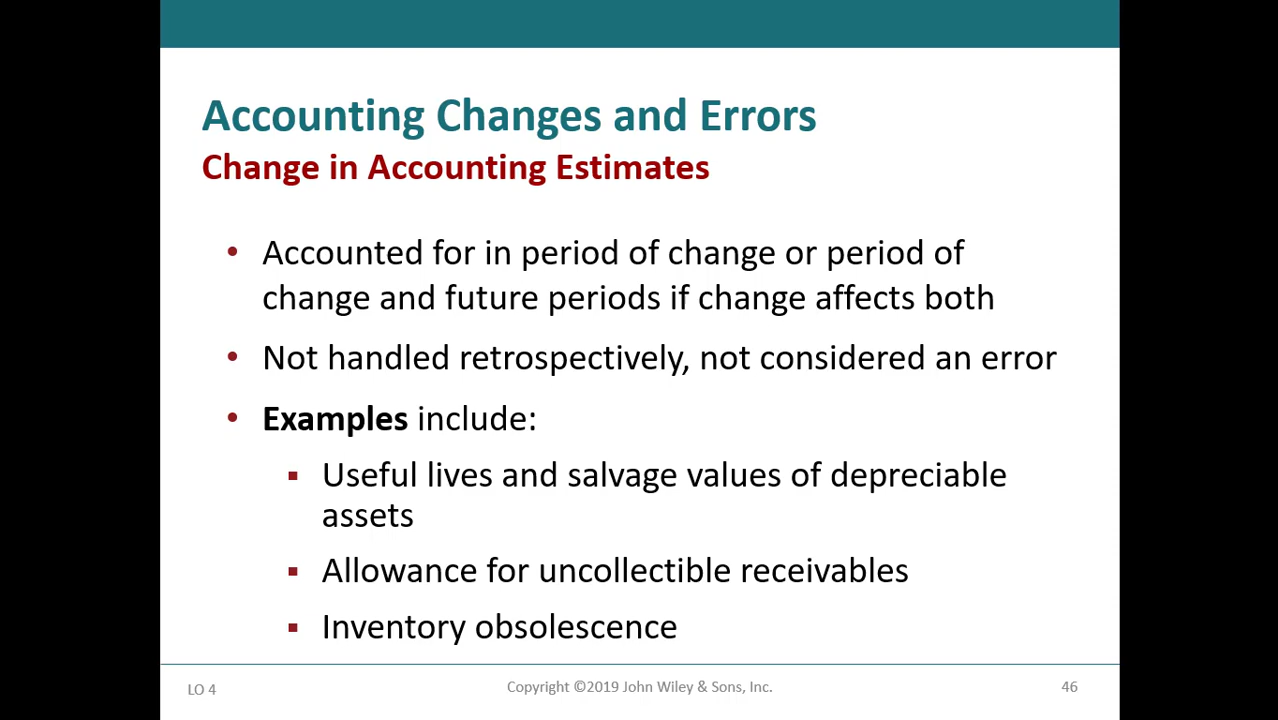 Accounting Changes and Errors
Change in Accounting Estimates
• Accounted for in period of change or period of
change and future periods if change affects both
• Not handled retrospectively, not considered an error
• Examples include:
▪ Useful lives and salvage values of depreciable
assets
▪ Allowance for uncollectible receivables
▪ Inventory obsolescence
LO 4
Copyright ©2019 John Wiley & Sons, Inc.
46